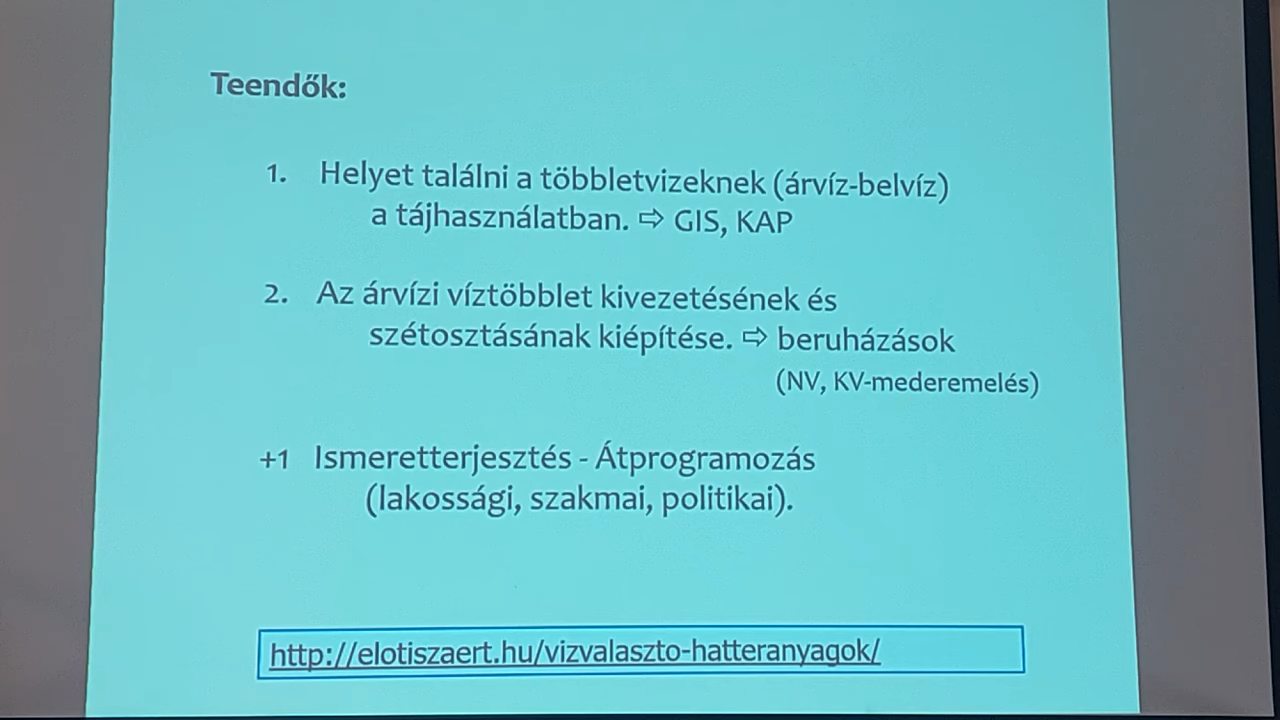 Teendők:
1. Helyet találni a többletvizeknek (árvíz-belvíz)
a tájhasználatban. ⇨ GIS, KAP
2. Az árvízi víztöbblet kivezetésének és
szétosztásának kiépítése. ⇨ beruházások
(NV, KV-mederemelés)
+1 Ismeretterjesztés - Átprogramozás
(lakossági, szakmai, politikai).
http://elotiszaert.hu/vizvalaszto-hatteranyagok/